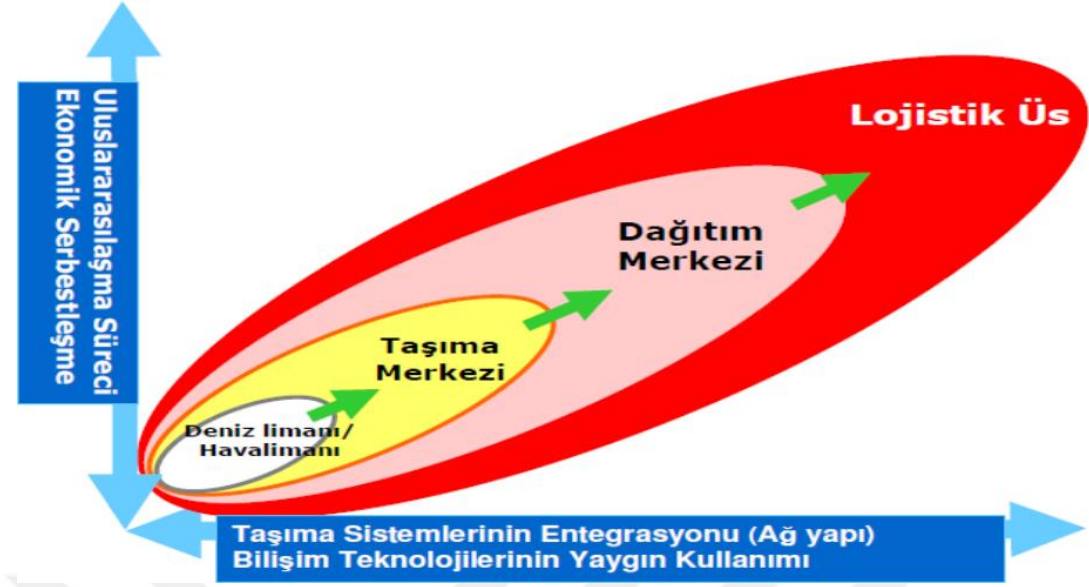 Uluslararasılaşma Süreci
Ekonomik Serbestleşme
Lojistik Üs
Dağıtım
Merkezi
Taşıma
Merkezi
Deniz limanı/
Havalimanı
Taşıma Sistemlerinin Entegrasyonu (Ağ yapı)
Bilişim Teknolojilerinin Yaygın Kullanımı